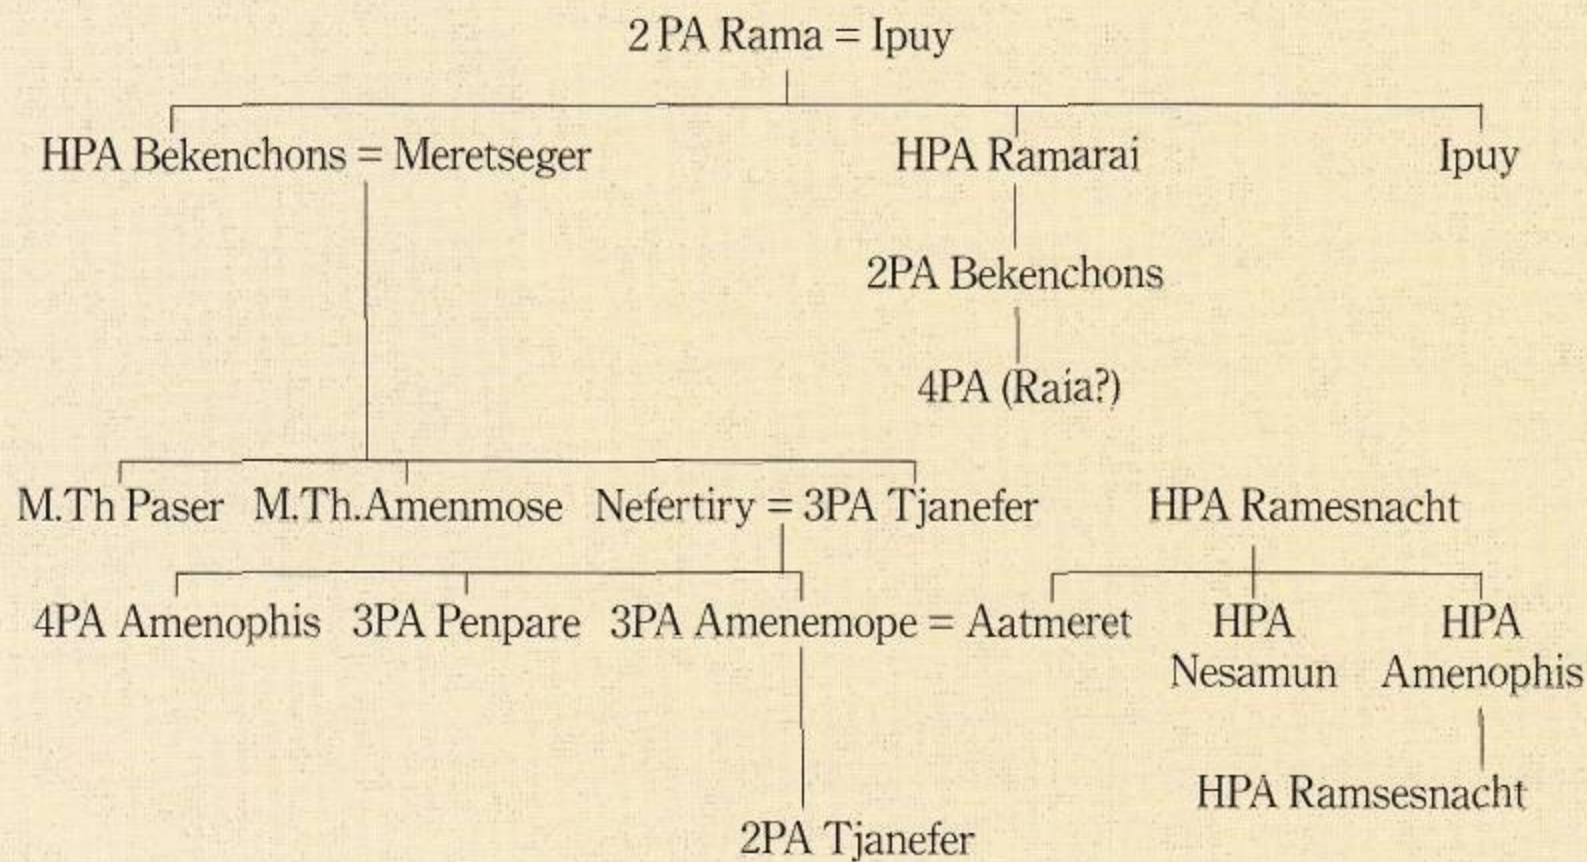 2 PA Rama = Ipuy
HPA Bekenchons = Meretseger HPA Ramarai Ipuy
2PA Bekenchons
4PA (Raia?)
M.Th Paser M.Th.Amenmose Nefertiry = 3PA Tjanefer HPA Ramesnacht
4PA Amenophis 3PA Penpare 3PA Amenemope = Aatmeret HPA HPA
Nesamun Amenophis
HPA Ramsesnacht
2PA Tjanefer